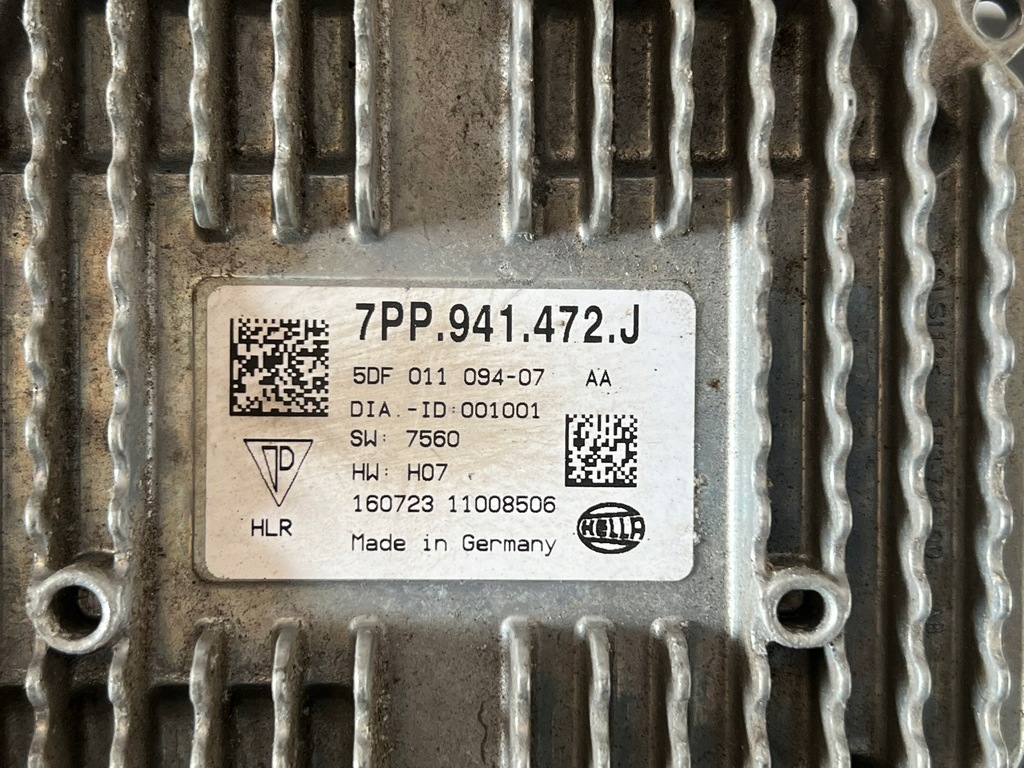 7PP.941.472.J
5DF 011 094-07 AA
DIA.-ID:001001
SW: 7560
HW: H07
160723 11008506
HLR
HELLA
Made in Germany